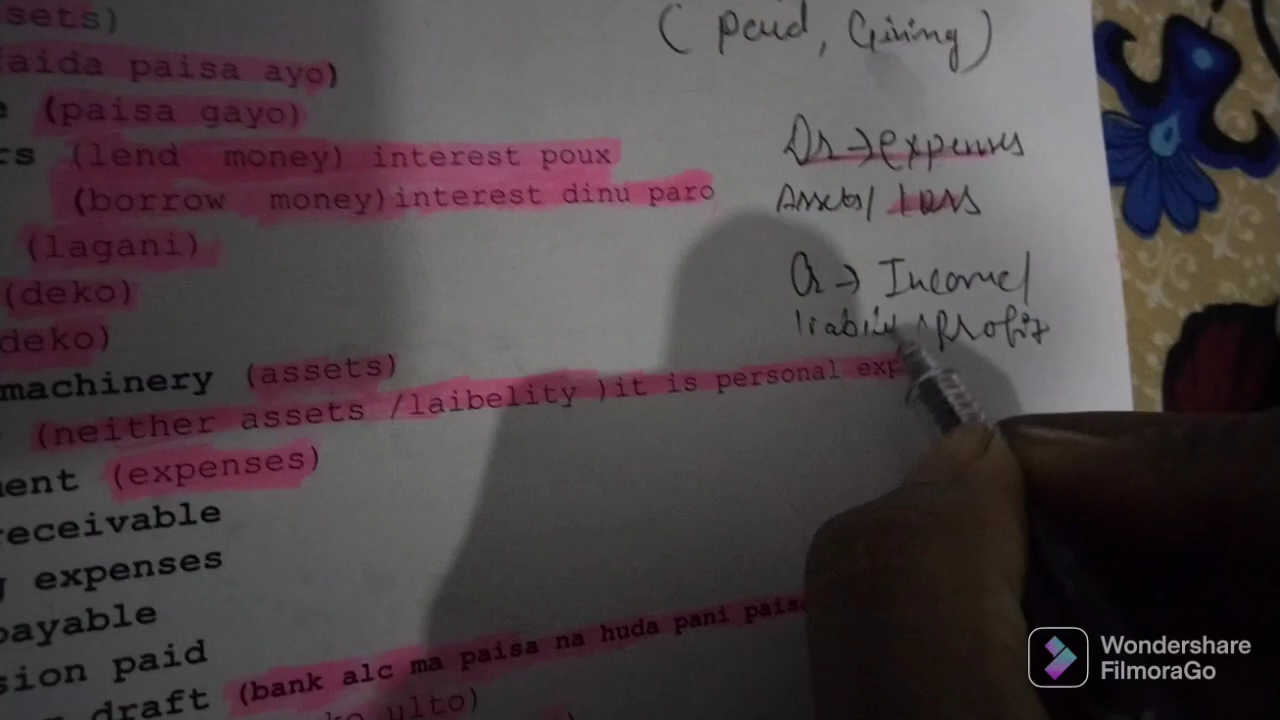 sets)
( paid, Giving)
aida paisa ayo)
e (paisa gayo)
Dr→expenses
rs (lend money) interest poux
(borrow money)interest dinu paro
Assets/ loss
(lagani)
(deko)
Cr → Income/
deko)
liability/profit
machinery (assets)
(neither assets /laibelity )it is personal exp
ent (expenses)
receivable
expenses
payable
sion paid
draft (bank alc ma paisa na huda pani paisa
ulto)
Wondershare
FilmoraGo